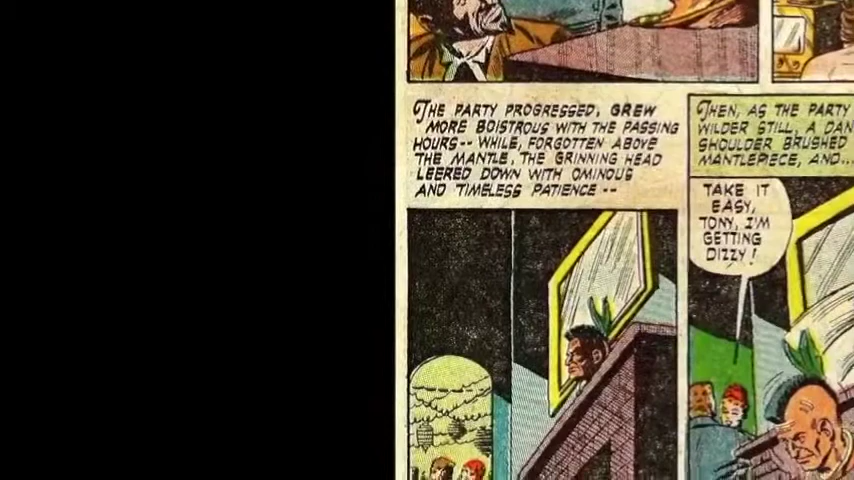 THE PARTY PROGRESSED, GREW
MORE BOISTROUS WITH THE PASSING
HOURS-- WHILE, FORGOTTEN ABOVE
THE MANTLE, THE GRINNING HEAD
LEERED DOWN WITH OMINOUS
AND TIMELESS PATIENCE --
THEN, AS THE PARTY
WILDER STILL, A DAN
SHOULDER BRUSHED
MANTLEPIECE, AND...
TAKE IT
EASY,
TONY, I'M
GETTING
DIZZY!